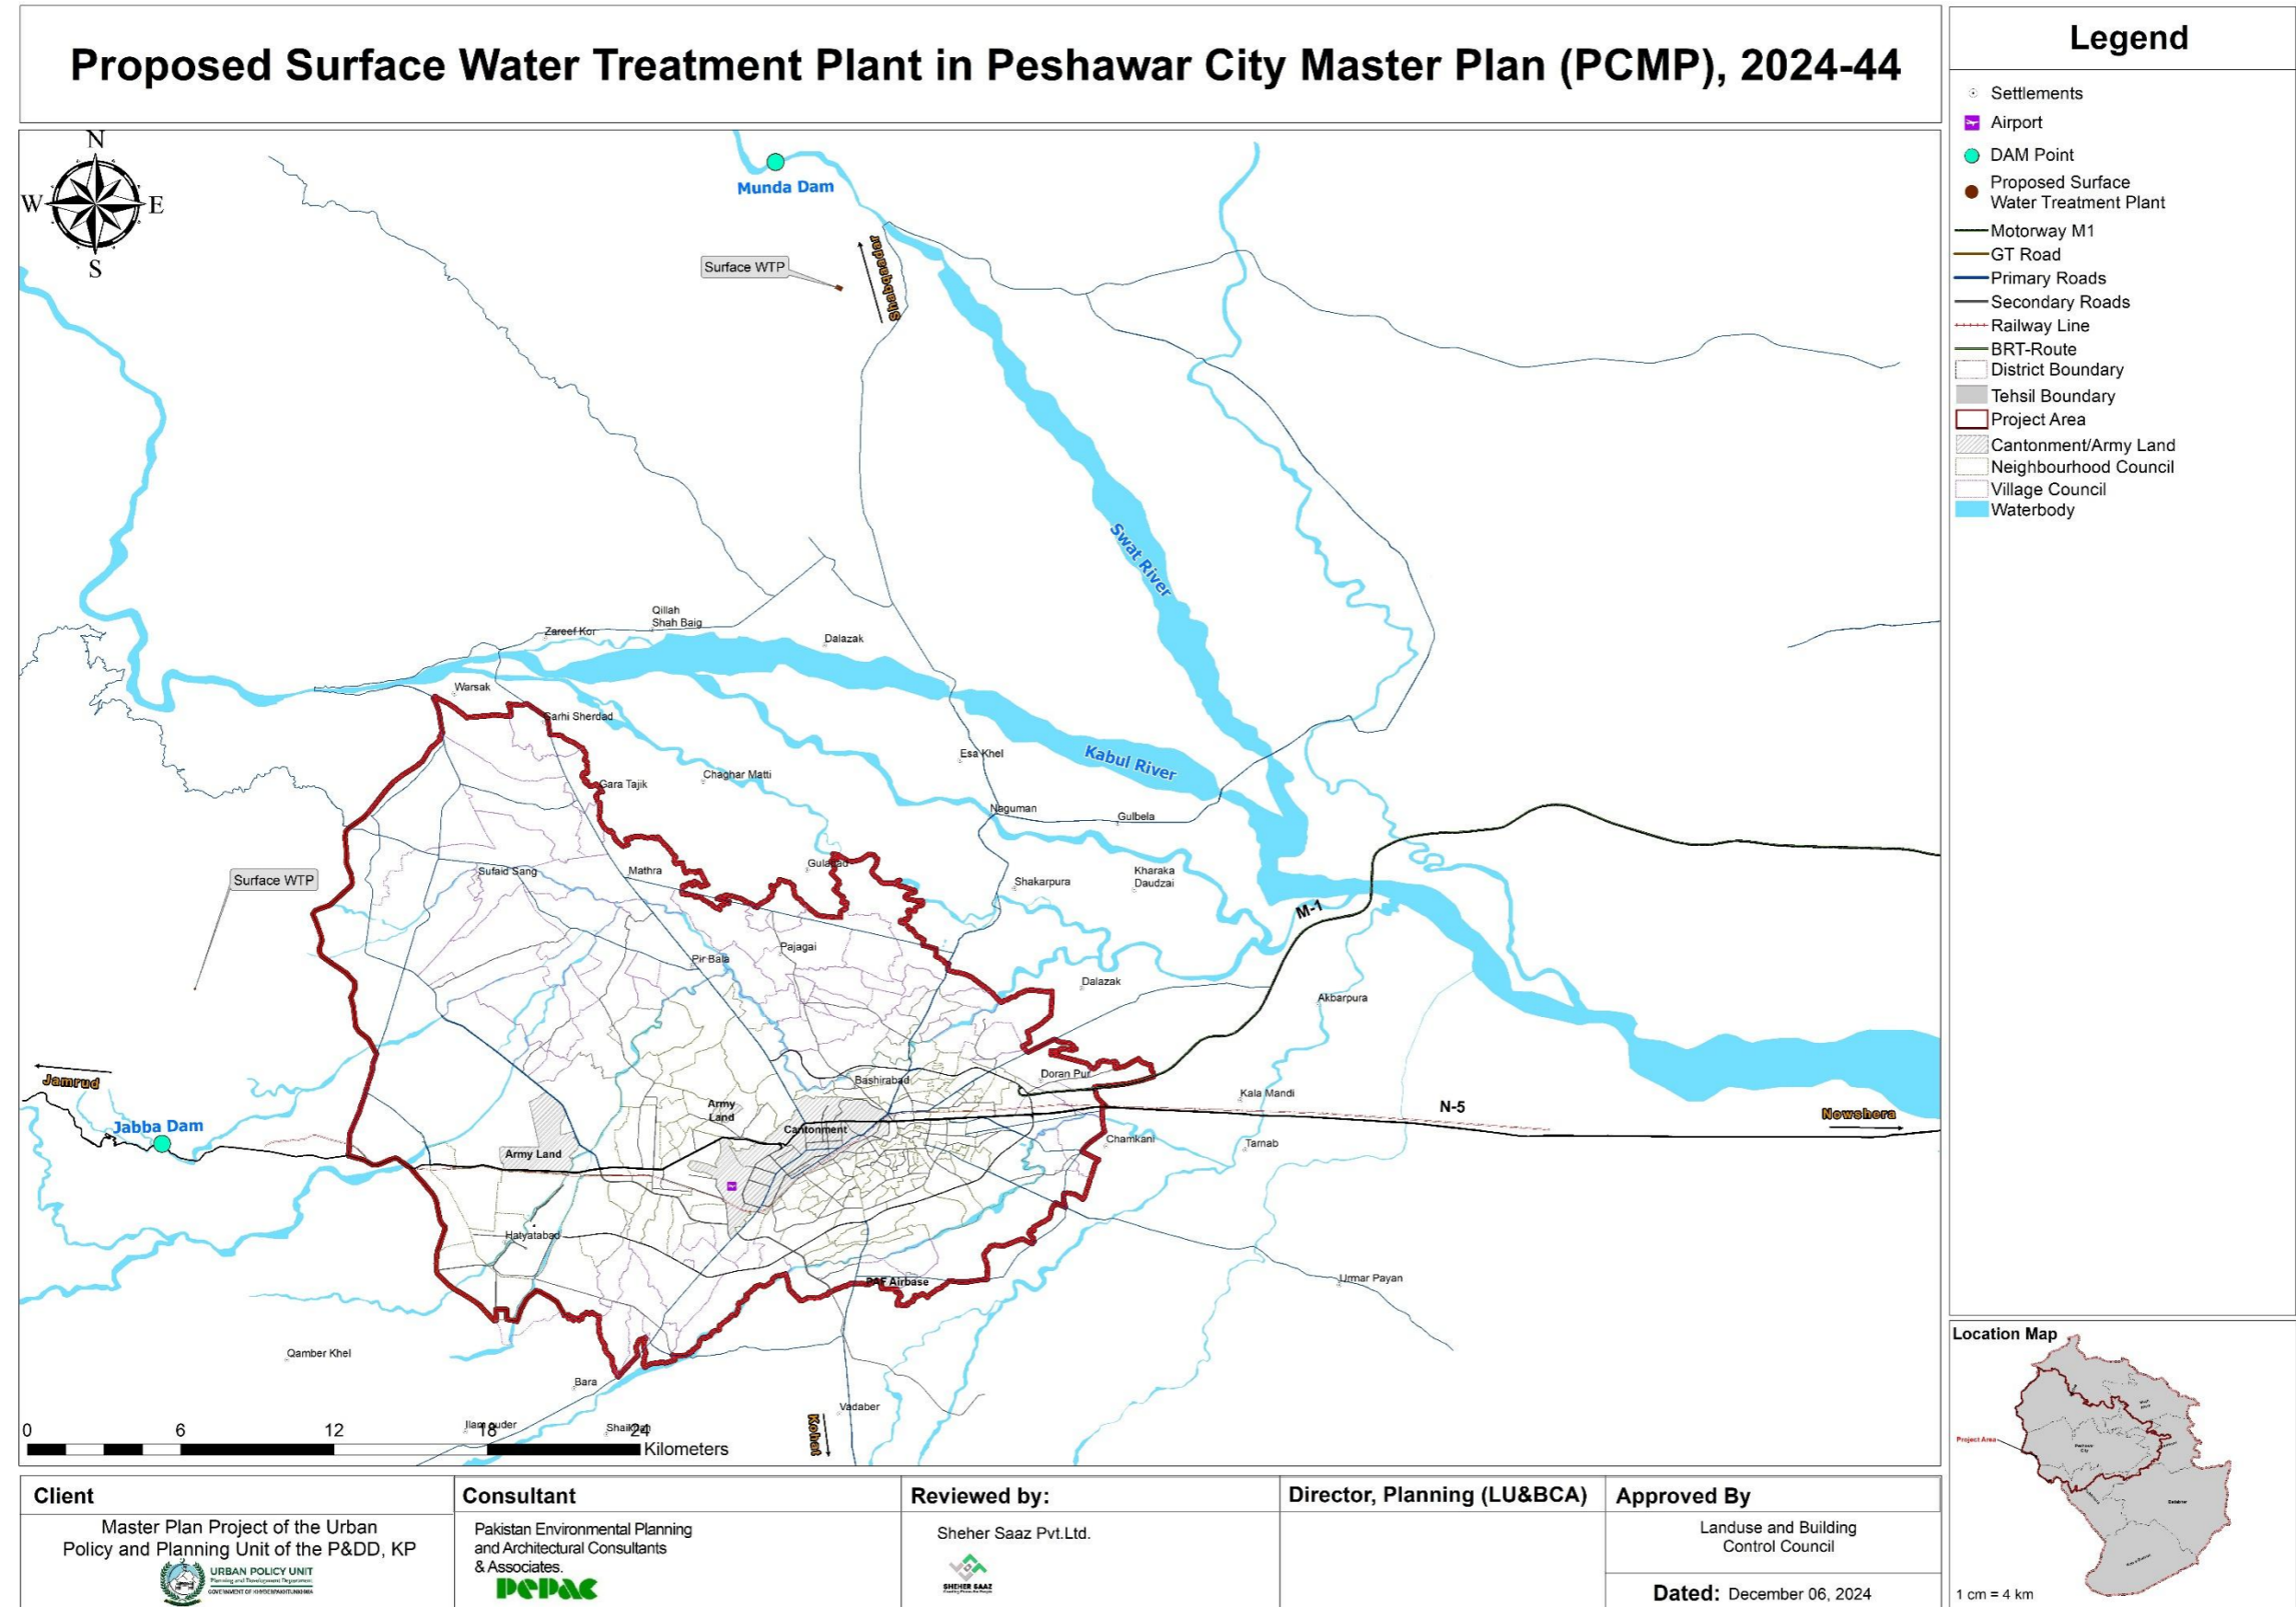 Proposed Surface Water Treatment Plant in Peshawar City Master Plan (PCMP), 2024-44
N
W
E
S
Munda Dam
Surface WTP
Shabqaddar
Swat River
Qillah
Shah Baig
Zareef Kor
Dalazak
Warsak
Garhi Sherdad
Esa Khel
Kabul River
Gara Tajik
Chaghar Matti
Naguman
Gulbela
Surface WTP
Sufaid Sang
Mathra
Gulabad
Shakarpura
Kharaka
Daudzai
M-1
Pajagai
Pir Bala
Dalazak
Akbarpura
Jamrud
Jabba Dam
Bashirabad
Doran Pur
Army
Land
Kala Mandi
N-5
Nowshera
Cantonment
Army Land
Chamkani
Tarnab
Hatyatabad
PAF Airbase
Urmar Payan
Qamber Khel
Bara
Vadaber
Kohat
0
6
12
18
24
Kilometers
Legend
Settlements
Airport
DAM Point
Proposed Surface
Water Treatment Plant
Motorway M1
GT Road
Primary Roads
Secondary Roads
Railway Line
BRT-Route
District Boundary
Tehsil Boundary
Project Area
Cantonment/Army Land
Neighbourhood Council
Village Council
Waterbody
Location Map
Project Area
1 cm = 4 km
Client
Master Plan Project of the Urban
Policy and Planning Unit of the P&DD, KP
URBAN POLICY UNIT
Planning and Development Department
Consultant
Pakistan Environmental Planning
and Architectural Consultants
& Associates.
PEPAC
Reviewed by:
Sheher Saaz Pvt.Ltd.
SHEHER SAAZ
Director, Planning (LU&BCA)
Approved By
Landuse and Building
Control Council
Dated: December 06, 2024